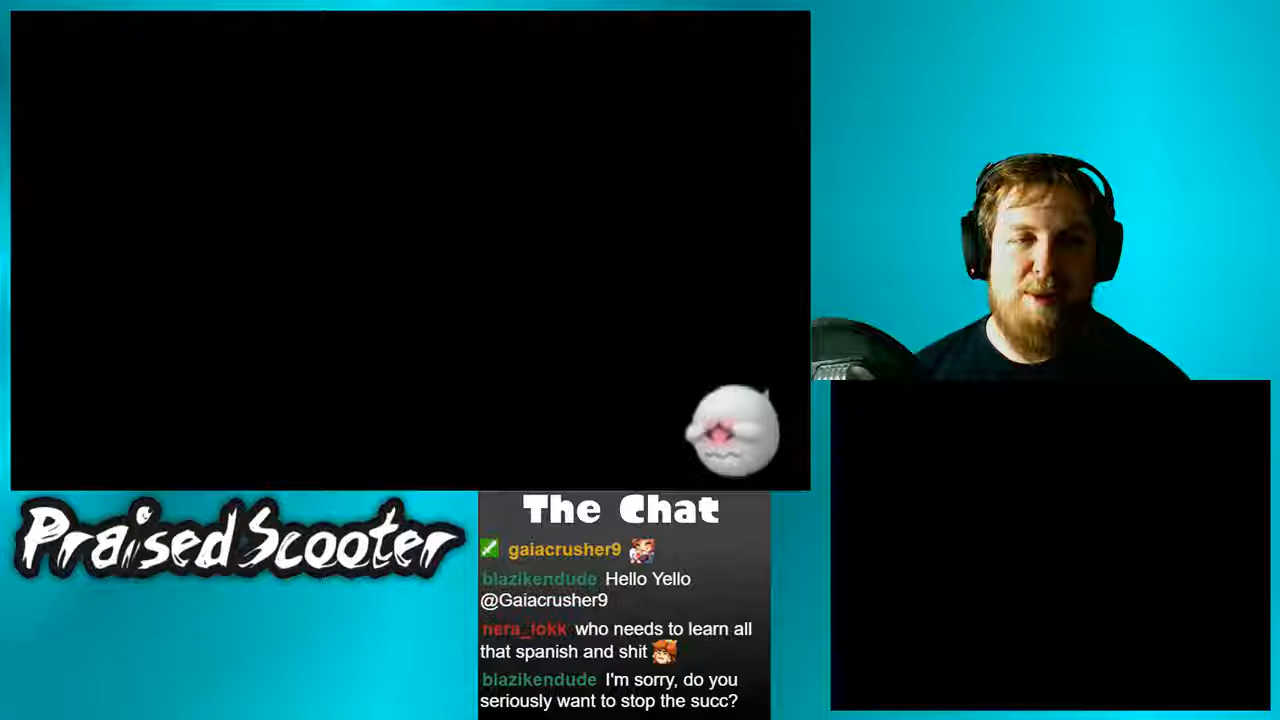 Praised Scooter
The Chat
gaiacrusher9
blazikendude Hello Yello
@Gaiacrusher9
nera_lokk who needs to learn all
that spanish and shit
blazikendude I'm sorry, do you
seriously want to stop the succ?